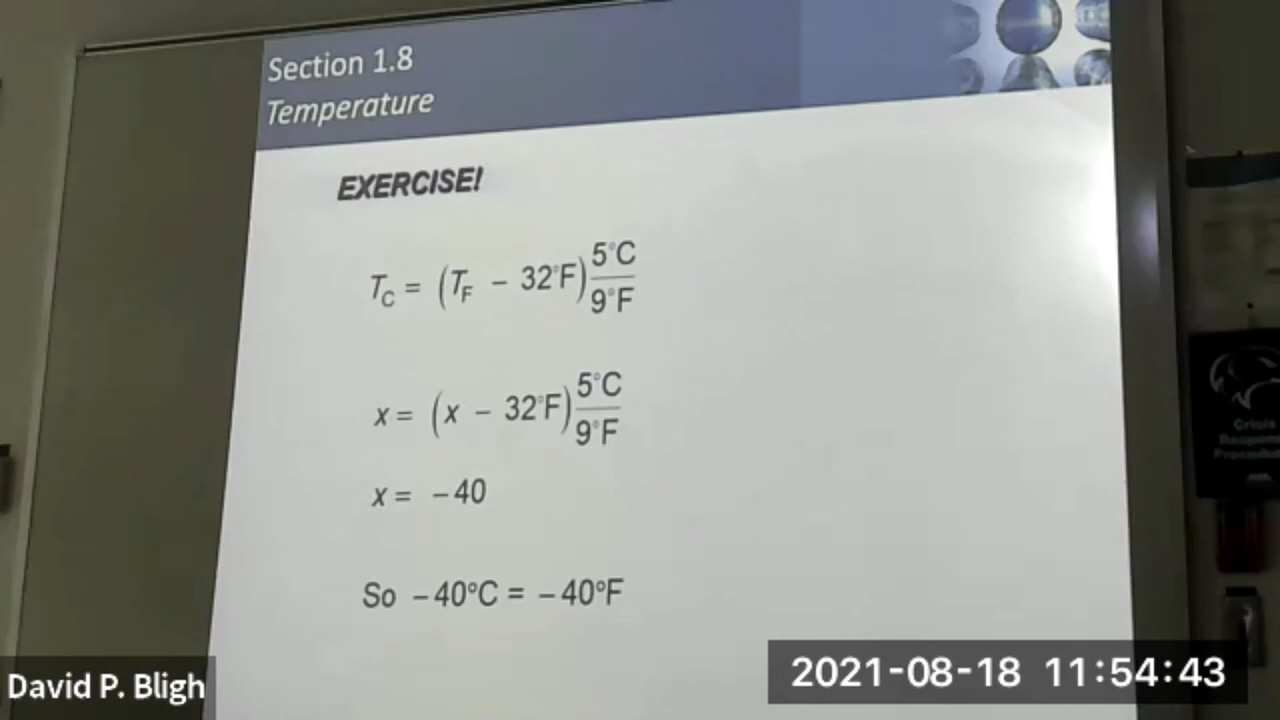 Section 1.8
Temperature
EXERCISE!
T_C = (T_F − 32°F) 5°C/9°F
x = (x − 32°F) 5°C/9°F
x = −40
So −40°C = −40°F
Crisis
David P. Bligh
2021-08-18 11:54:43